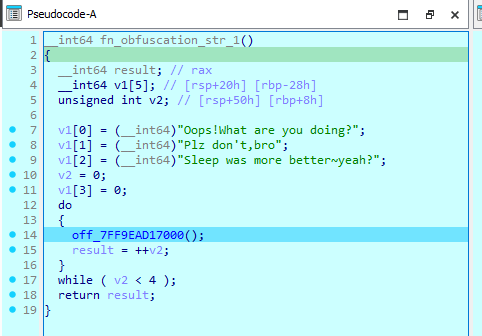 Pseudocode-A
1 __int64 fn_obfuscation_str_1()
2 {
3 __int64 result; // rax
4 __int64 v1[5]; // [rsp+20h] [rbp-28h]
5 unsigned int v2; // [rsp+50h] [rbp+8h]
6
7 v1[0] = (__int64)"Oops!What are you doing?";
8 v1[1] = (__int64)"Plz don't,bro";
9 v1[2] = (__int64)"Sleep was more better~yeah?";
10 v2 = 0;
11 v1[3] = 0;
12 do
13 {
14 off_7FF9EAD17000();
15 result = ++v2;
16 }
17 while ( v2 < 4 );
18 return result;
19 }